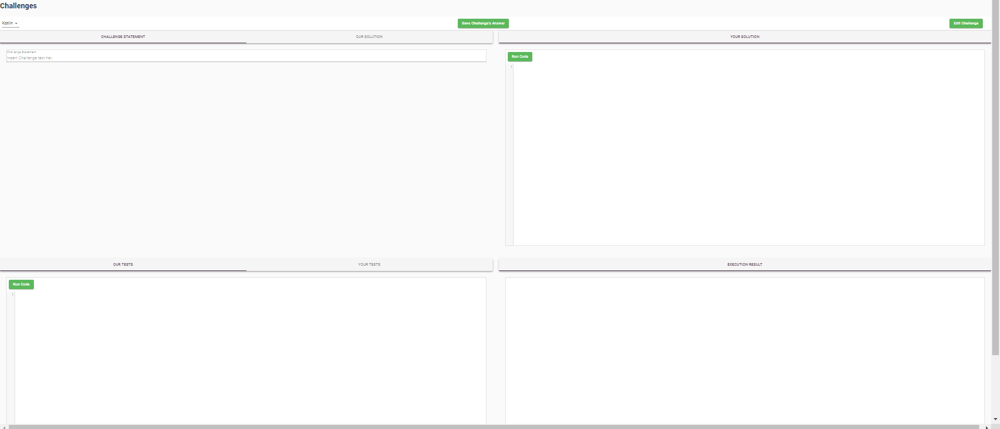 Challenges
Kotlin
Save Challenge's Answer
Edit Challenge
CHALLENGE STATEMENT
OUR SOLUTION
YOUR SOLUTION
Challenge Statement
Insert Challenge text her.
Run Code
1
OUR TESTS
YOUR TESTS
EXECUTION RESULT
Run Code
1